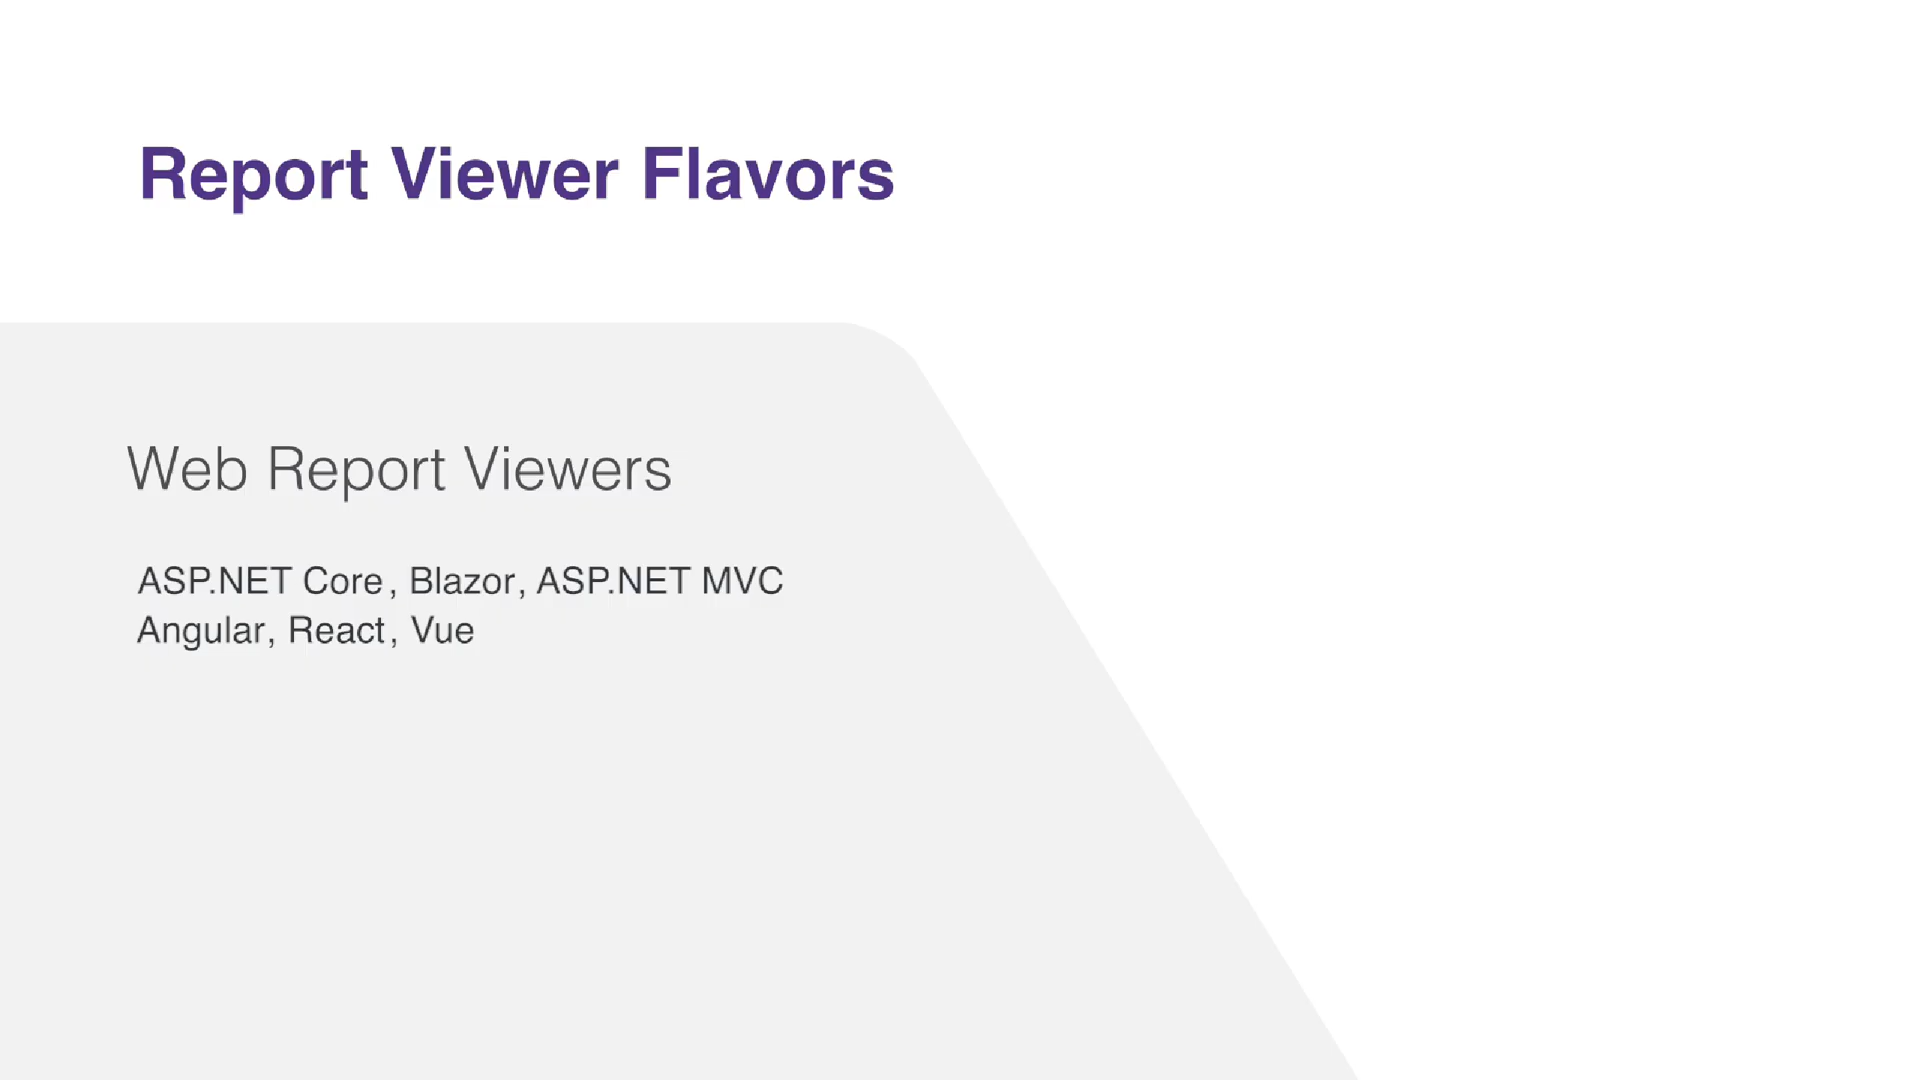 Report Viewer Flavors
Web Report Viewers
ASP.NET Core, Blazor, ASP.NET MVC
Angular, React, Vue